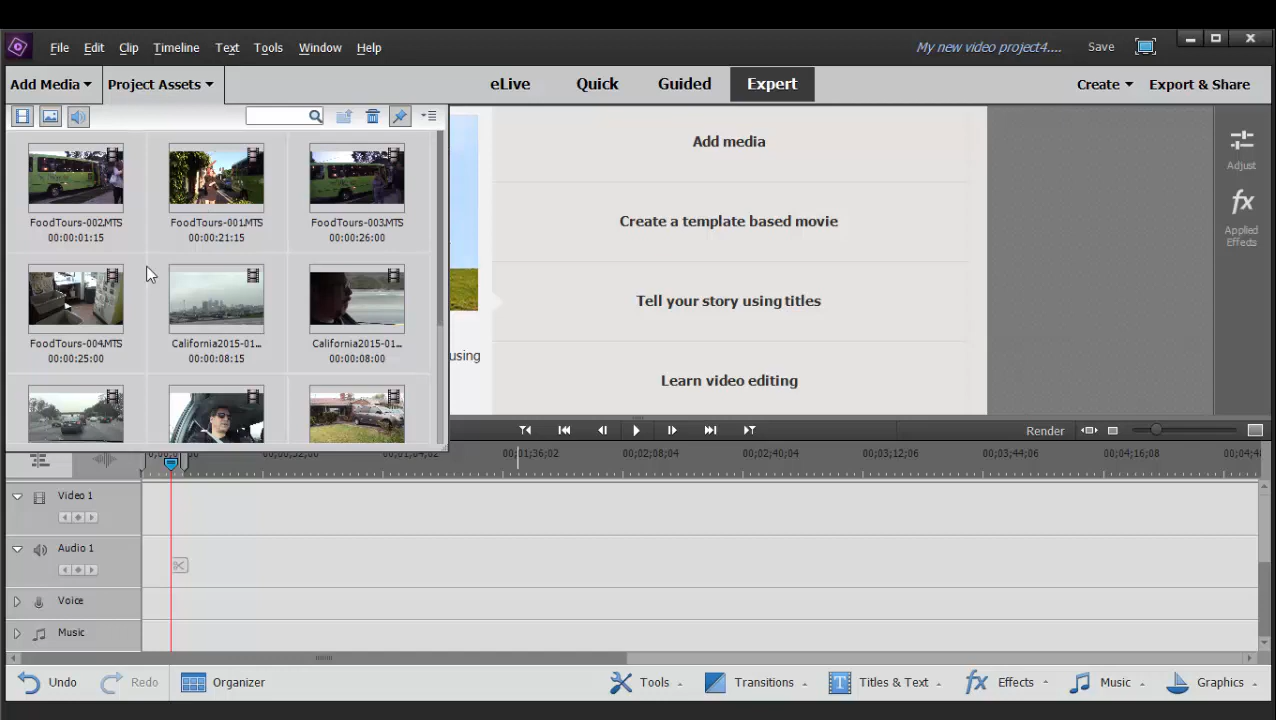 File Edit Clip Timeline Text Tools Window Help
My new video project4.... Save
Add Media Project Assets
eLive Quick Guided Expert
Create Export & Share
FoodTours-002.MTS FoodTours-001.MTS FoodTours-003.MTS
00:00:01:15 00:00:21:15 00:00:26:00
FoodTours-004.MTS California2015-01... California2015-01...
00:00:25:00 00:00:08:15 00:00:08:00
Add media
Create a template based movie
Tell your story using titles
using
Learn video editing
Adjust
fx
Applied
Effects
Render
00:01:36;02 00:02:08;04 00:02:40;04 00:03:12;06 00:03:44;06 00:04:16;08
Video 1
Audio 1
Voice
Music
Undo Redo Organizer Tools Transitions T Titles & Text fx Effects Music Graphics